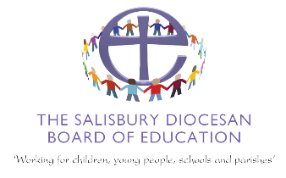 THE SALISBURY DIOCESAN
BOARD OF EDUCATION
'Working for children, young people, schools and parishes'